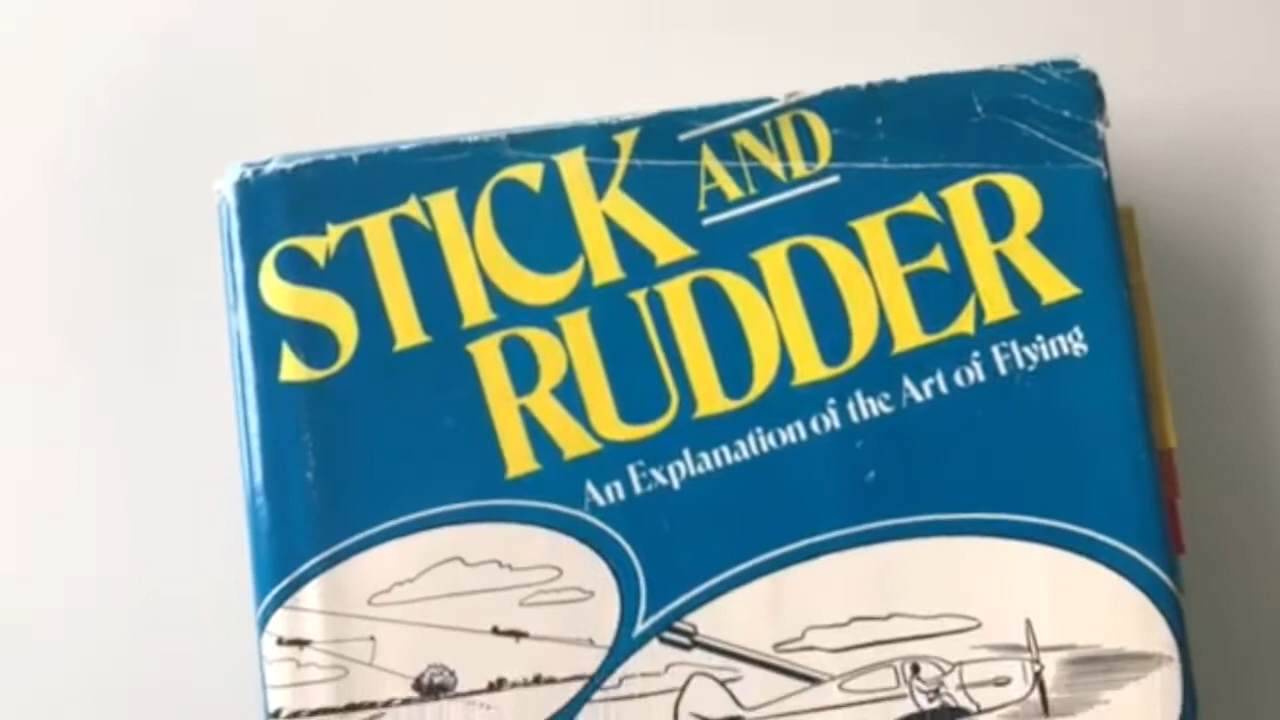 STICK AND
RUDDER
An Explanation of the Art of Flying